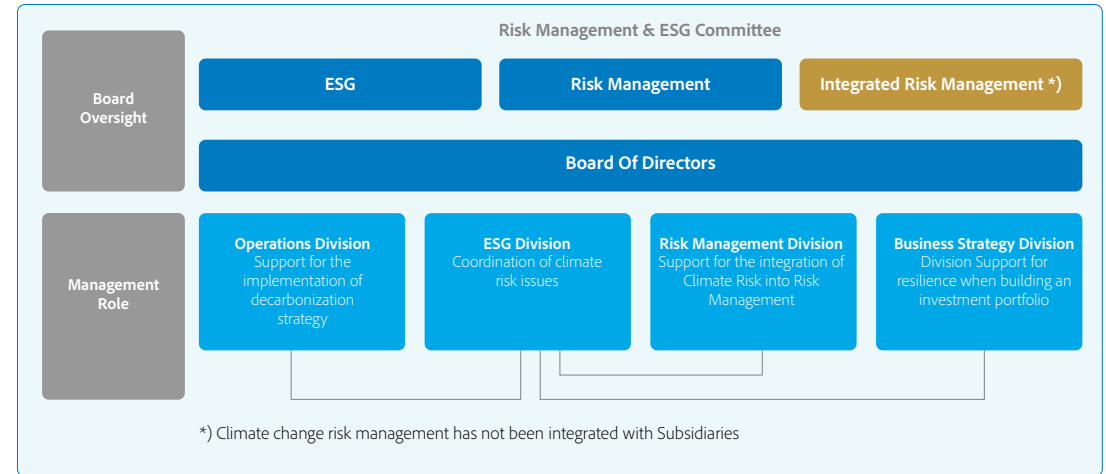 Risk Management & ESG Committee
Board
Oversight
ESG
Risk Management
Integrated Risk Management *)
Board Of Directors
Management
Role
Operations Division
Support for the
implementation of
decarbonization
strategy
ESG Division
Coordination of climate
risk issues
Risk Management Division
Support for the integration of
Climate Risk into Risk
Management
Business Strategy Division
Division Support for
resilience when building an
investment portfolio
*) Climate change risk management has not been integrated with Subsidiaries